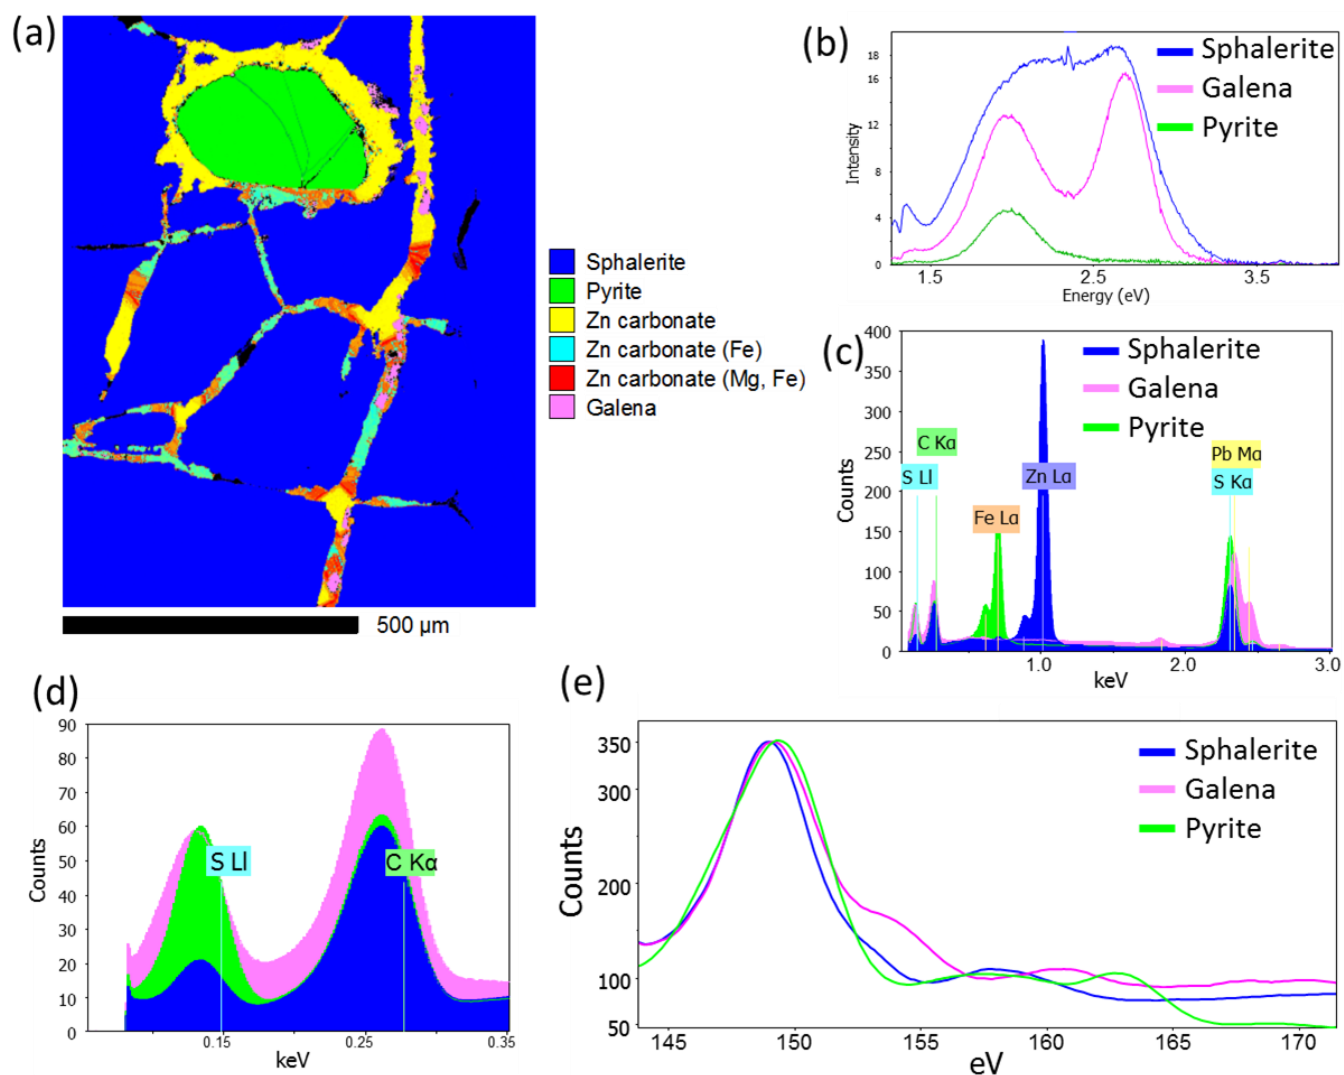 (a)
Sphalerite
Pyrite
Zn carbonate
Zn carbonate (Fe)
Zn carbonate (Mg, Fe)
Galena
500 µm
(b)
18
16
12
8
4
0
Intensity
1.5
2.5
3.5
Energy (eV)
Sphalerite
Galena
Pyrite
(c)
400
350
300
250
200
150
100
50
0
Counts
S Ll
C Kα
Fe Lα
Zn Lα
Pb Mα
S Kα
1.0
2.0
3.0
keV
Sphalerite
Galena
Pyrite
(d)
90
80
70
60
50
40
30
20
10
0
Counts
S Ll
C Kα
0.15
0.25
0.35
keV
(e)
350
300
200
100
50
Counts
145
150
155
160
165
170
eV
Sphalerite
Galena
Pyrite